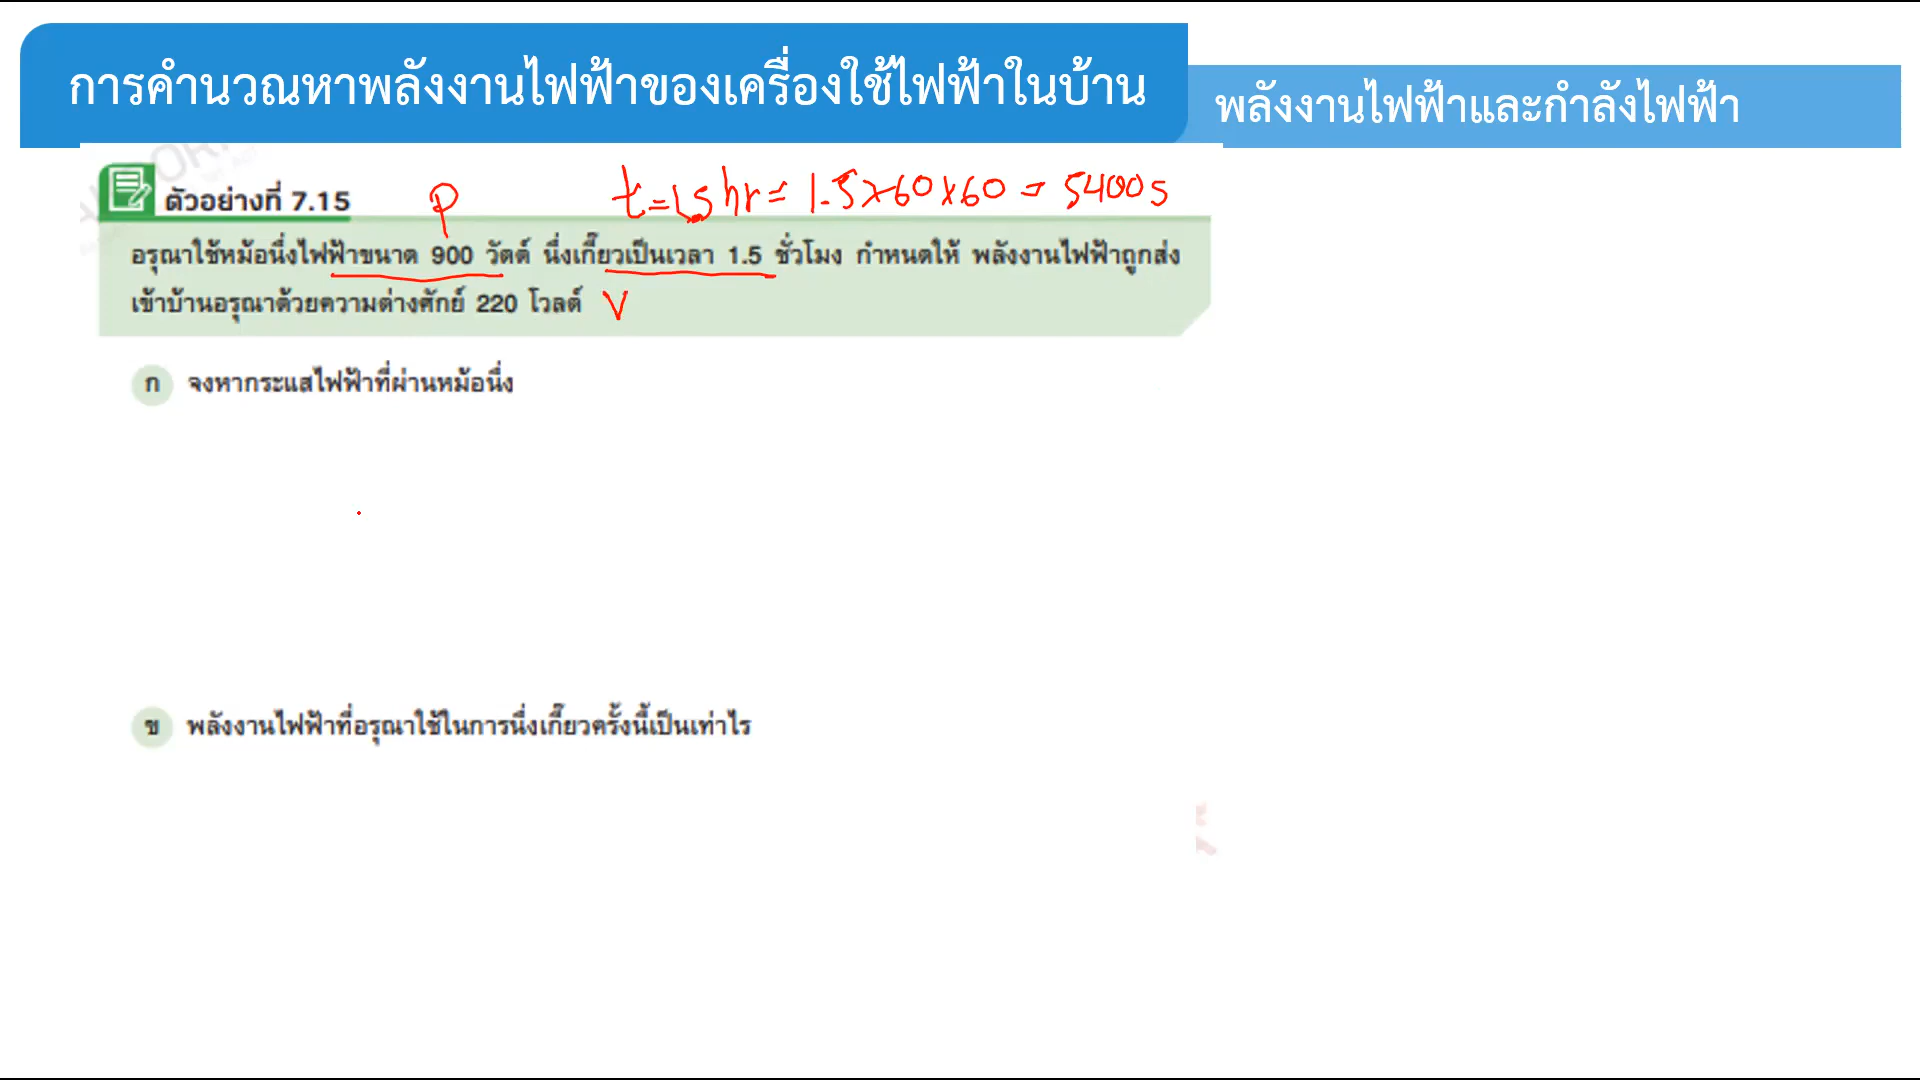 การคำนวณหาพลังงานไฟฟ้าของเครื่องใช้ไฟฟ้าในบ้าน
พลังงานไฟฟ้าและกำลังไฟฟ้า
ตัวอย่างที่ 7.15
P
t=1.5 hr = 1.5×60×60 = 5400 s
อรุณาใช้หม้อนึ่งไฟฟ้าขนาด 900 วัตต์ นึ่งเกี๊ยวเป็นเวลา 1.5 ชั่วโมง กำหนดให้ พลังงานไฟฟ้าถูกส่ง
เข้าบ้านอรุณาด้วยความต่างศักย์ 220 โวลต์ V
ก จงหากระแสไฟฟ้าที่ผ่านหม้อนึ่ง
ข พลังงานไฟฟ้าที่อรุณาใช้ในการนึ่งเกี๊ยวครั้งนี้เป็นเท่าไร